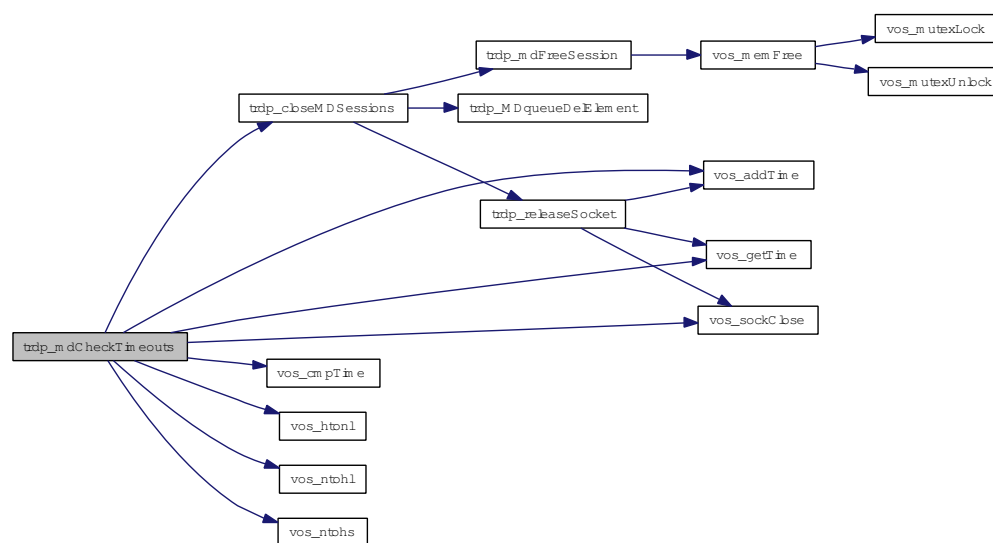 vos_mutexLock
trdp_mdFreeSession
vos_memFree
vos_mutexUnlock
trdp_closeMDSessions
trdp_MDqueueDelElement
vos_addTime
trdp_releaseSocket
vos_getTime
vos_sockClose
trdp_mdCheckTimeouts
vos_cmpTime
vos_htonl
vos_ntohl
vos_ntohs